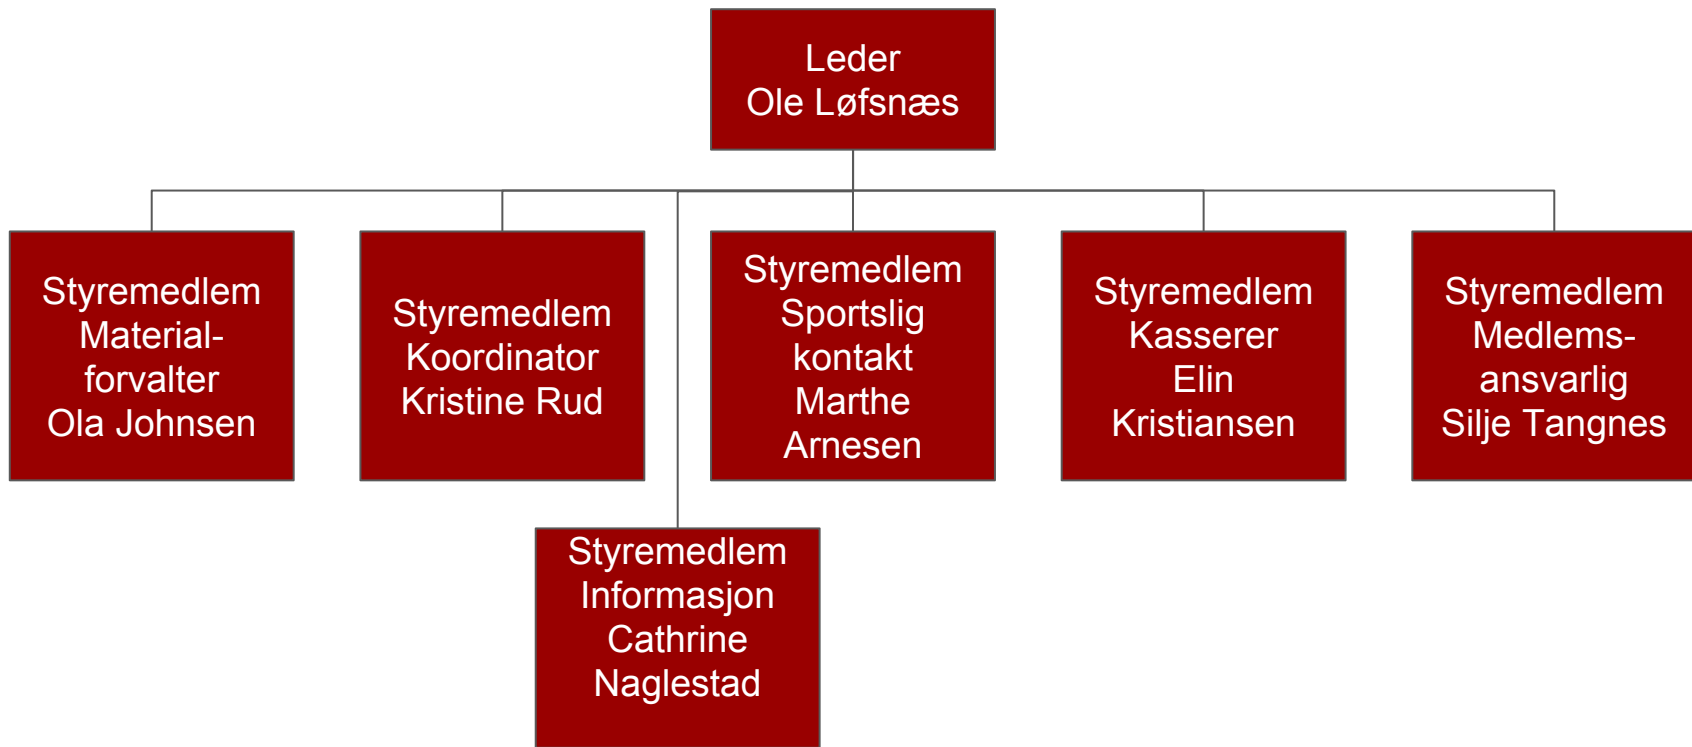 Leder
Ole Løfsnæs
Styremedlem
Material-
forvalter
Ola Johnsen
Styremedlem
Koordinator
Kristine Rud
Styremedlem
Sportslig
kontakt
Marthe
Arnesen
Styremedlem
Kasserer
Elin
Kristiansen
Styremedlem
Medlems-
ansvarlig
Silje Tangnes
Styremedlem
Informasjon
Cathrine
Naglestad